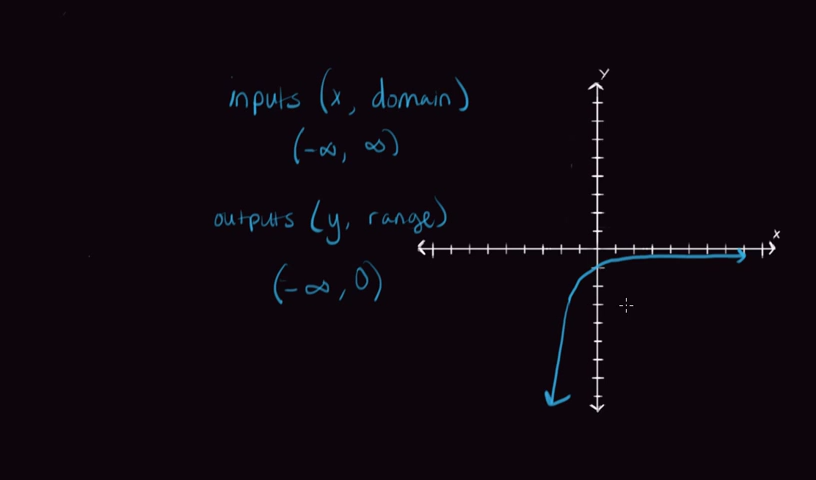 inputs (x, domain)
(-∞, ∞)
outputs (y, range)
(-∞, 0)
y
x